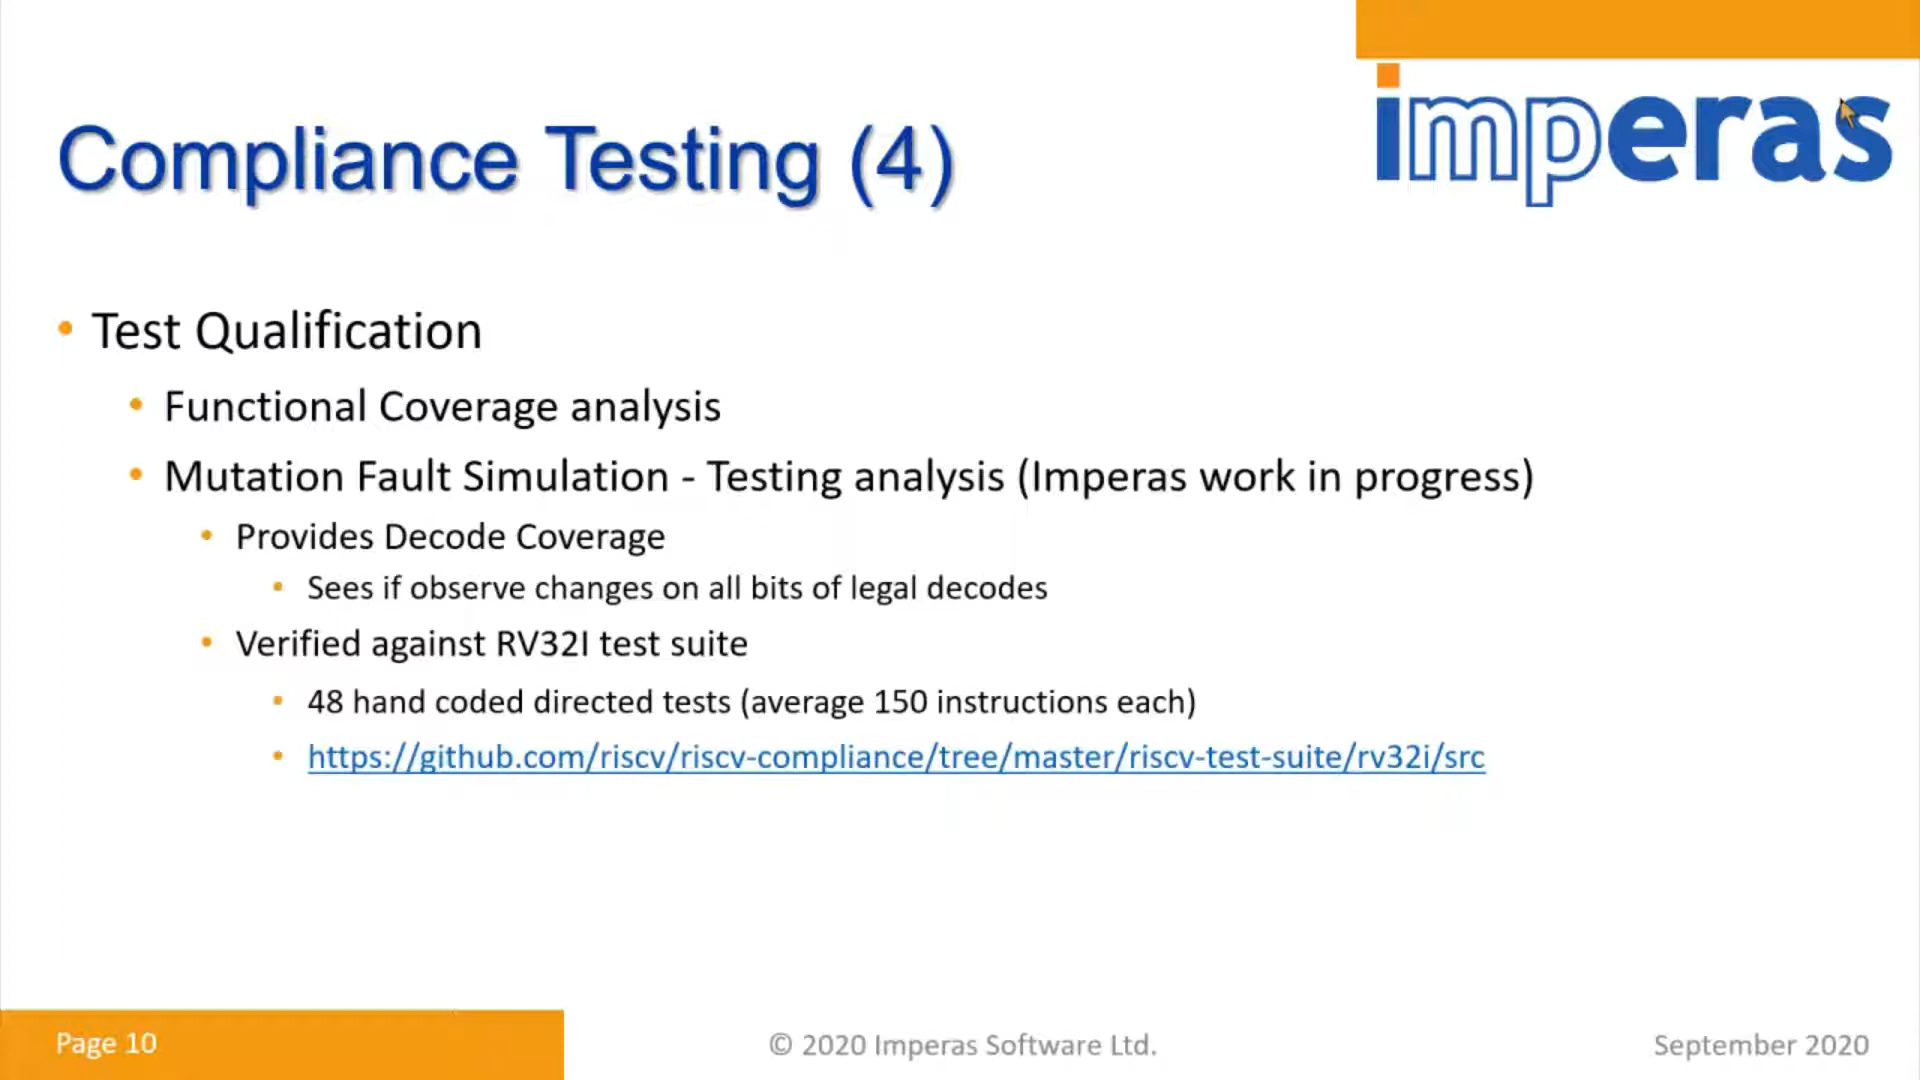 imperas
Compliance Testing (4)
• Test Qualification
• Functional Coverage analysis
• Mutation Fault Simulation - Testing analysis (Imperas work in progress)
• Provides Decode Coverage
• Sees if observe changes on all bits of legal decodes
• Verified against RV32I test suite
• 48 hand coded directed tests (average 150 instructions each)
• https://github.com/riscv/riscv-compliance/tree/master/riscv-test-suite/rv32i/src
Page 10
© 2020 Imperas Software Ltd.
September 2020